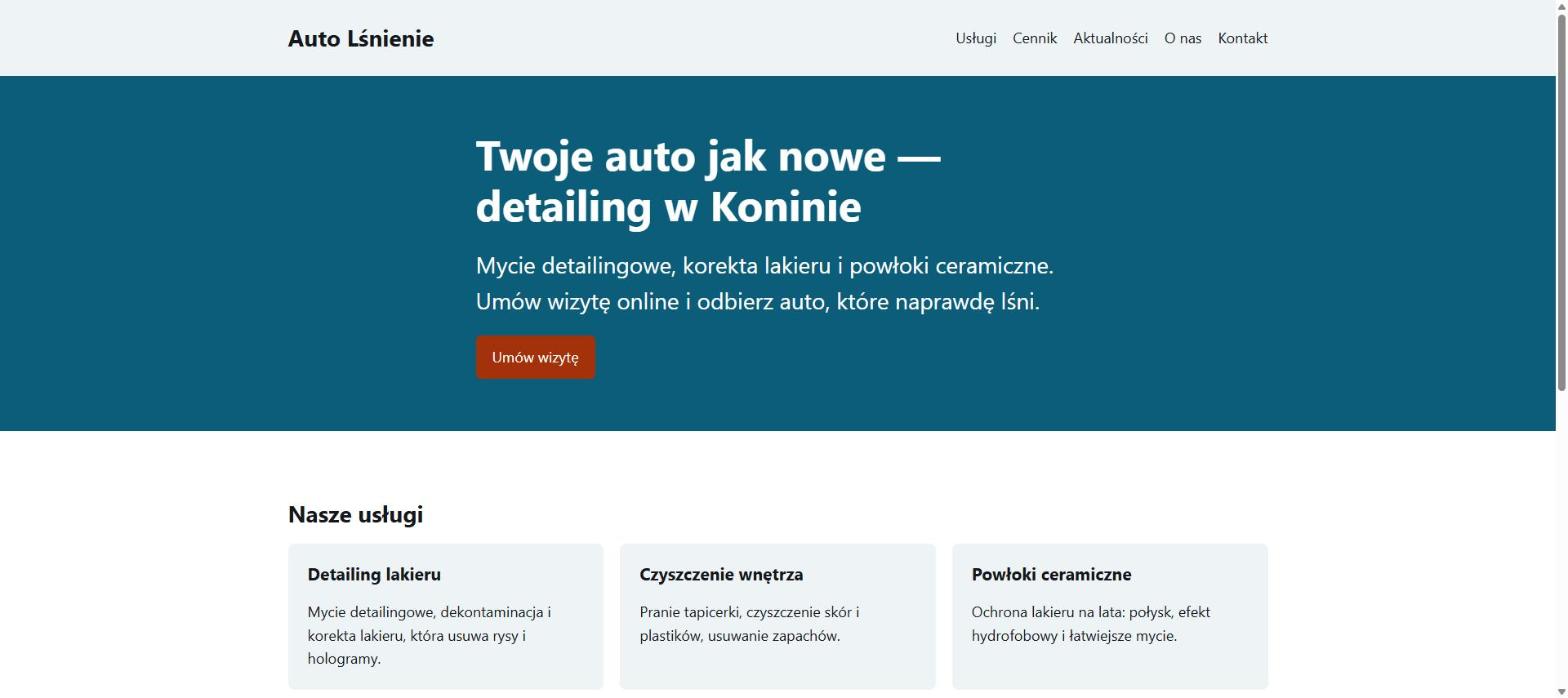 Auto Lśnienie
Usługi Cennik Aktualności O nas Kontakt
Twoje auto jak nowe —
detailing w Koninie
Mycie detailingowe, korekta lakieru i powłoki ceramiczne.
Umów wizytę online i odbierz auto, które naprawdę lśni.
Umów wizytę
Nasze usługi
Detailing lakieru
Mycie detailingowe, dekontaminacja i
korekta lakieru, która usuwa rysy i
hologramy.
Czyszczenie wnętrza
Pranie tapicerki, czyszczenie skór i
plastików, usuwanie zapachów.
Powłoki ceramiczne
Ochrona lakieru na lata: połysk, efekt
hydrofobowy i łatwiejsze mycie.